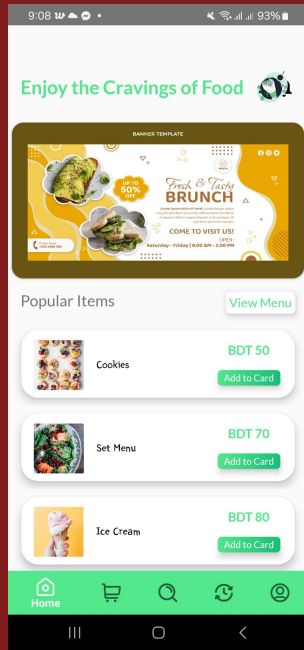 9:08
93%
Enjoy the Cravings of Food
BANNER TEMPLATE
UP TO
50%
OFF
Fresh & Tasty
BRUNCH
COME TO VISIT US!
OPEN:
Saturday - Friday | 9.00 AM - 3.00 PM
Popular Items
View Menu
Cookies
BDT 50
Add to Card
Set Menu
BDT 70
Add to Card
Ice Cream
BDT 80
Add to Card
Home